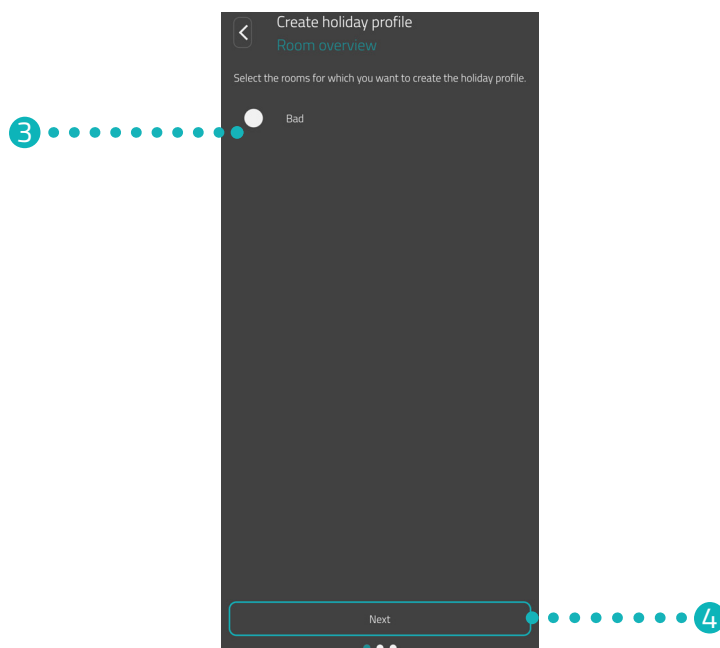 Create holiday profile
Room overview
Select the rooms for which you want to create the holiday profile.
3
Bad
Next
4